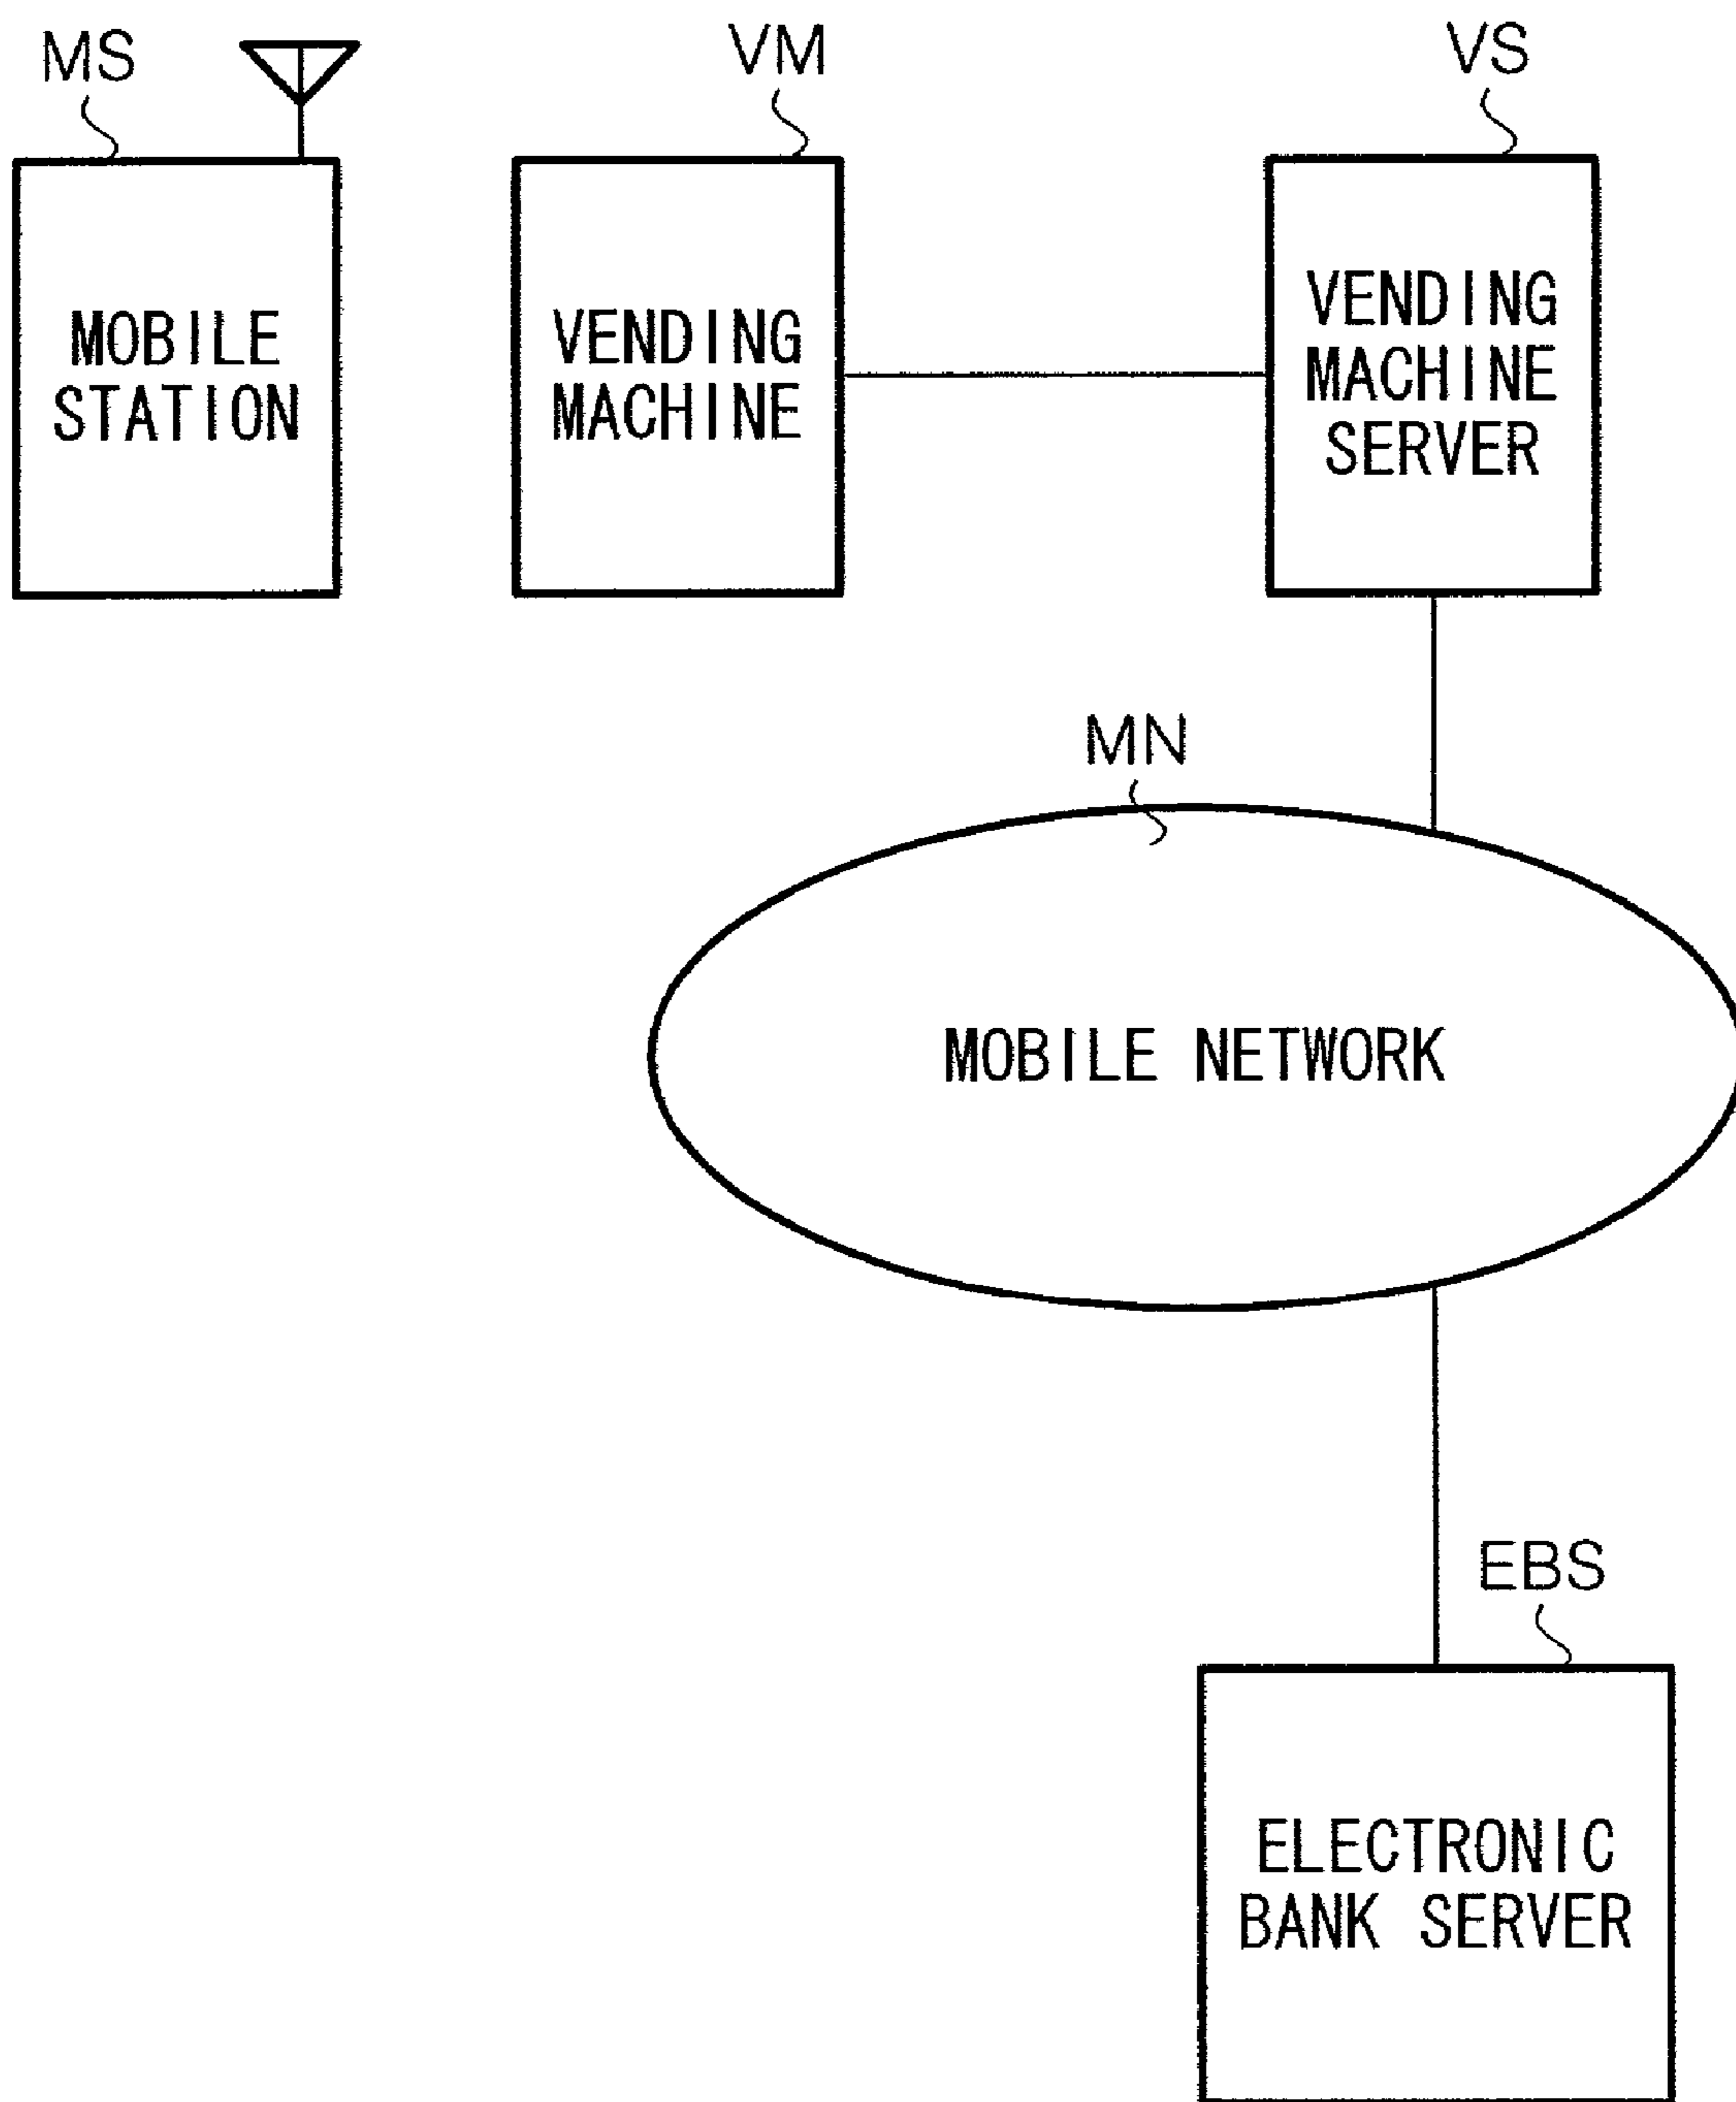 MS
VM
VS
MOBILE
STATION
VENDING
MACHINE
VENDING
MACHINE
SERVER
MN
MOBILE NETWORK
EBS
ELECTRONIC
BANK SERVER